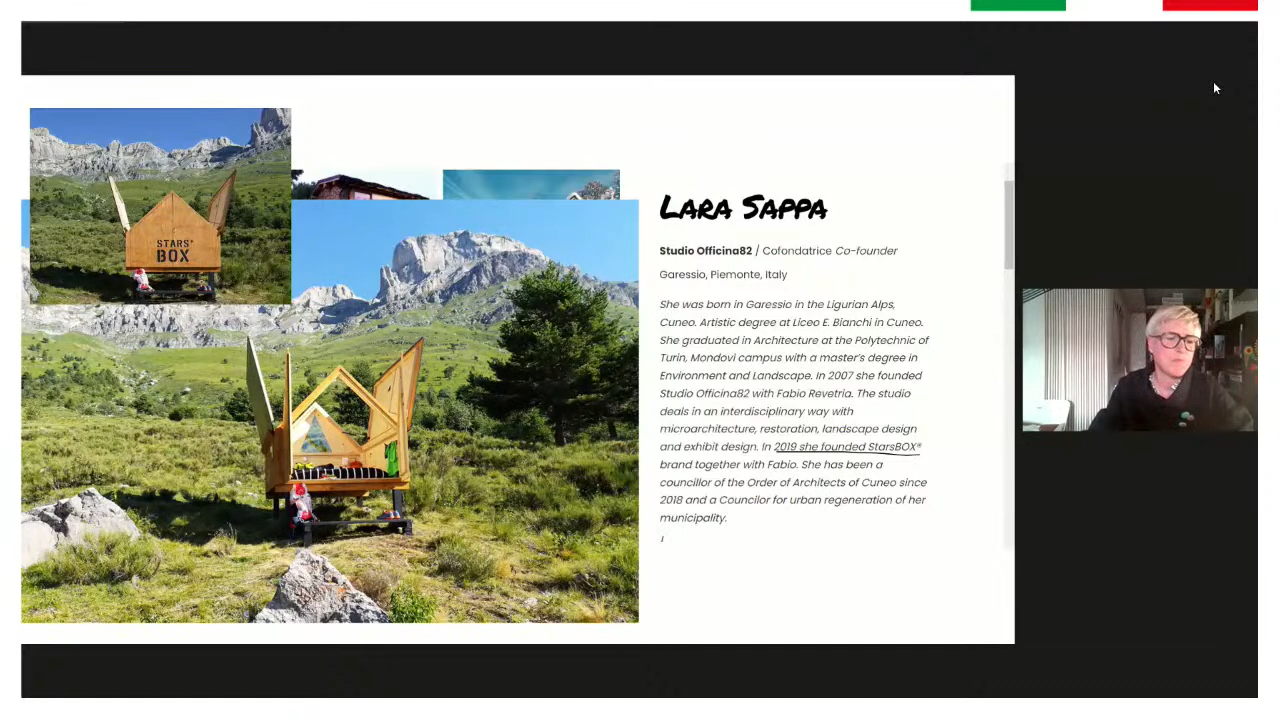 STARS®
BOX
LARA SAPPA
Studio Officina82 / Cofondatrice Co-founder
Garessio, Piemonte, Italy
She was born in Garessio in the Ligurian Alps,
Cuneo. Artistic degree at Liceo E. Bianchi in Cuneo.
She graduated in Architecture at the Polytechnic of
Turin, Mondovì campus with a master's degree in
Environment and Landscape. In 2007 she founded
Studio Officina82 with Fabio Revetria. The studio
deals in an interdisciplinary way with
microarchitecture, restoration, landscape design
and exhibit design. In 2019 she founded StarsBOX®
brand together with Fabio. She has been a
councillor of the Order of Architects of Cuneo since
2018 and a Councilor for urban regeneration of her
municipality.
I